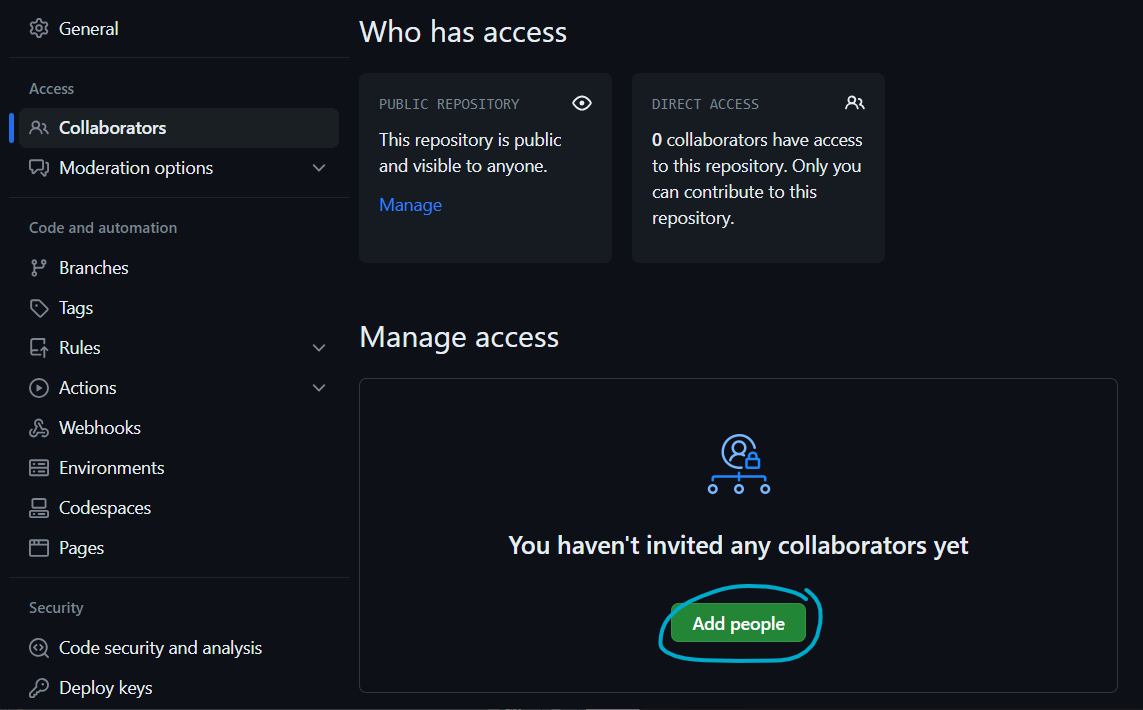 General
Access
Collaborators
Moderation options
Code and automation
Branches
Tags
Rules
Actions
Webhooks
Environments
Codespaces
Pages
Security
Code security and analysis
Deploy keys
Who has access
PUBLIC REPOSITORY
This repository is public
and visible to anyone.
Manage
DIRECT ACCESS
0 collaborators have access
to this repository. Only you
can contribute to this
repository.
Manage access
You haven't invited any collaborators yet
Add people